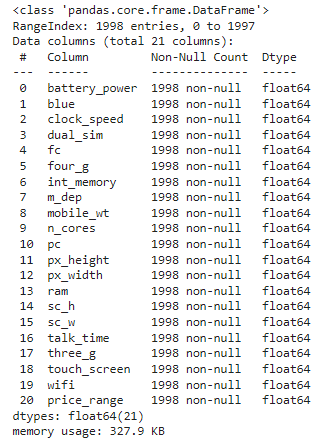 <class 'pandas.core.frame.DataFrame'>
RangeIndex: 1998 entries, 0 to 1997
Data columns (total 21 columns):
 #   Column         Non-Null Count  Dtype
---  ------         --------------  -----
 0   battery_power  1998 non-null   float64
 1   blue           1998 non-null   float64
 2   clock_speed    1998 non-null   float64
 3   dual_sim       1998 non-null   float64
 4   fc             1998 non-null   float64
 5   four_g         1998 non-null   float64
 6   int_memory     1998 non-null   float64
 7   m_dep          1998 non-null   float64
 8   mobile_wt      1998 non-null   float64
 9   n_cores        1998 non-null   float64
 10  pc             1998 non-null   float64
 11  px_height      1998 non-null   float64
 12  px_width       1998 non-null   float64
 13  ram            1998 non-null   float64
 14  sc_h           1998 non-null   float64
 15  sc_w           1998 non-null   float64
 16  talk_time      1998 non-null   float64
 17  three_g        1998 non-null   float64
 18  touch_screen   1998 non-null   float64
 19  wifi           1998 non-null   float64
 20  price_range    1998 non-null   float64
dtypes: float64(21)
memory usage: 327.9 KB